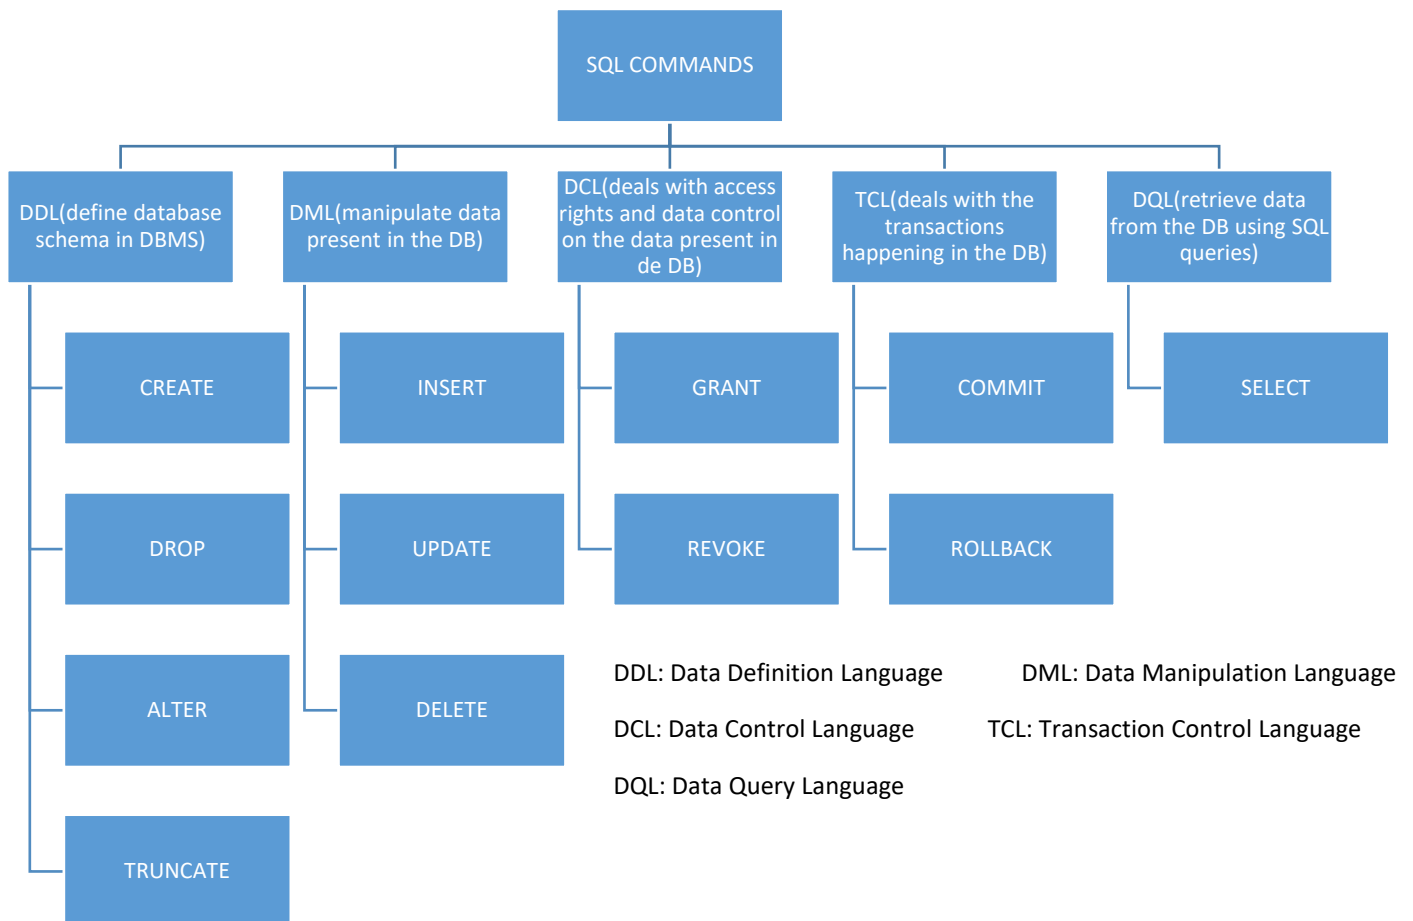 SQL COMMANDS
DDL(define database
schema in DBMS)
DML(manipulate data
present in the DB)
DCL(deals with access
rights and data control
on the data present in
de DB)
TCL(deals with the
transactions
happening in the DB)
DQL(retrieve data
from the DB using SQL
queries)
CREATE
INSERT
GRANT
COMMIT
SELECT
DROP
UPDATE
REVOKE
ROLLBACK
ALTER
DELETE
TRUNCATE
DDL: Data Definition Language
DML: Data Manipulation Language
DCL: Data Control Language
TCL: Transaction Control Language
DQL: Data Query Language